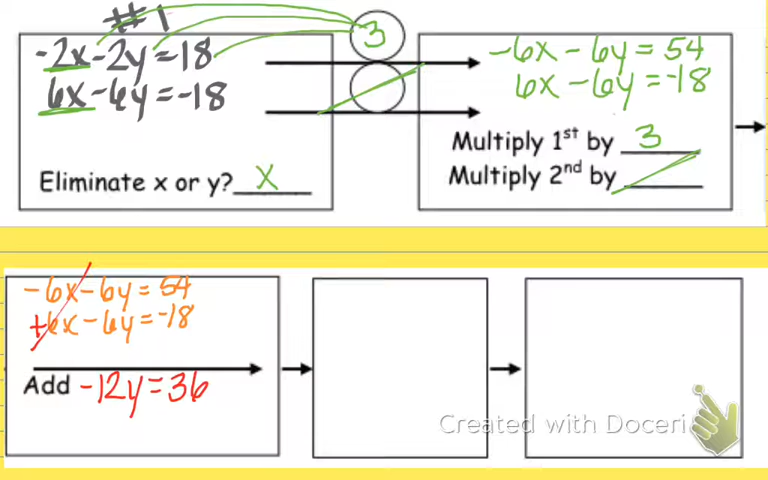 #1
-2x-2y=18
6x-6y=-18
Eliminate x or y? x
3
-6x-6y=54
6x-6y=-18
Multiply 1st by 3
Multiply 2nd by
-6x-6y=54
+6x-6y=-18
Add -12y=36
Created with Doceri